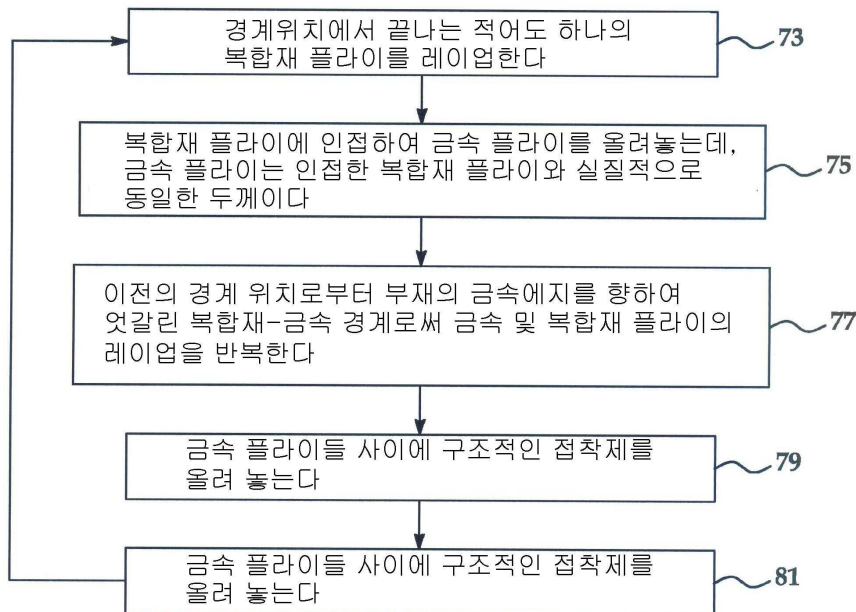 경계위치에서 끝나는 적어도 하나의
복합재 플라이를 레이업한다
73
복합재 플라이에 인접하여 금속 플라이를 올려놓는데,
금속 플라이는 인접한 복합재 플라이와 실질적으로
동일한 두께이다
75
이전의 경계 위치로부터 부재의 금속에지를 향하여
엇갈린 복합재-금속 경계로써 금속 및 복합재 플라이의
레이업을 반복한다
77
금속 플라이들 사이에 구조적인 접착제를
올려 놓는다
79
금속 플라이들 사이에 구조적인 접착제를
올려 놓는다
81